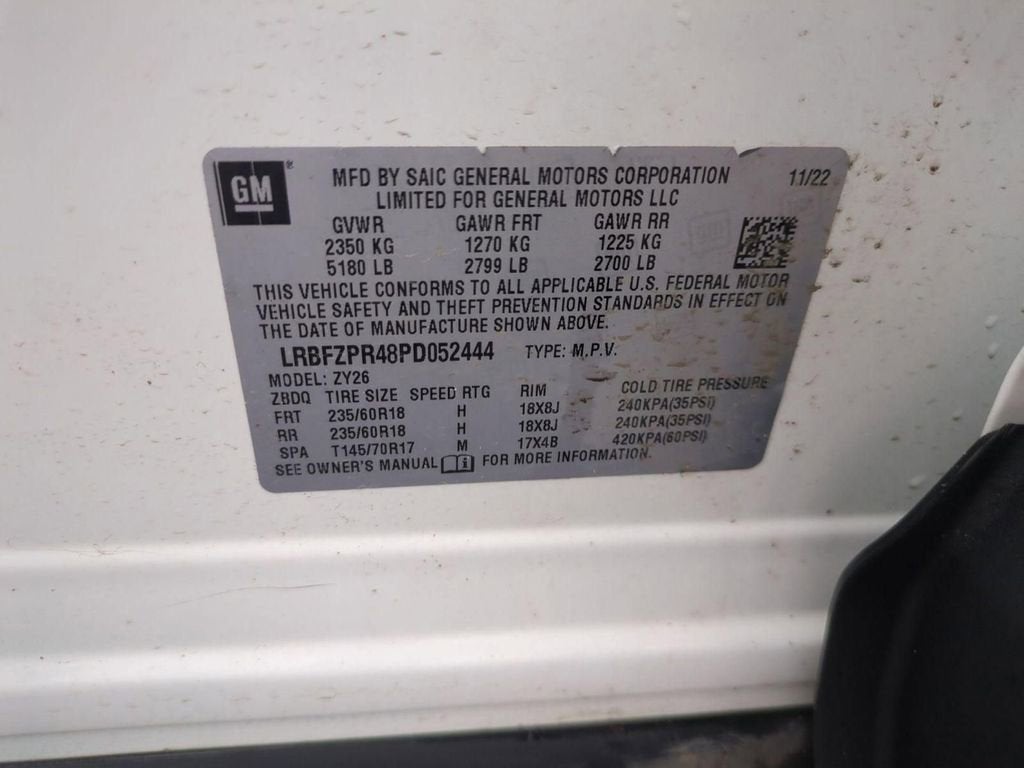 GM ® MFD BY SAIC GENERAL MOTORS CORPORATION 11/22
LIMITED FOR GENERAL MOTORS LLC
GVWR GAWR FRT GAWR RR
2350 KG 1270 KG 1225 KG
5180 LB 2799 LB 2700 LB
THIS VEHICLE CONFORMS TO ALL APPLICABLE U.S. FEDERAL MOTOR
VEHICLE SAFETY AND THEFT PREVENTION STANDARDS IN EFFECT ON
THE DATE OF MANUFACTURE SHOWN ABOVE.
LRBFZPR48PD052444 TYPE: M.P.V.
MODEL: ZY26
ZBDQ TIRE SIZE SPEED RTG RIM COLD TIRE PRESSURE
FRT 235/60R18 H 18X8J 240KPA(35PSI)
RR 235/60R18 H 18X8J 240KPA(35PSI)
SPA T145/70R17 M 17X4B 420KPA(60PSI)
SEE OWNER'S MANUAL FOR MORE INFORMATION.